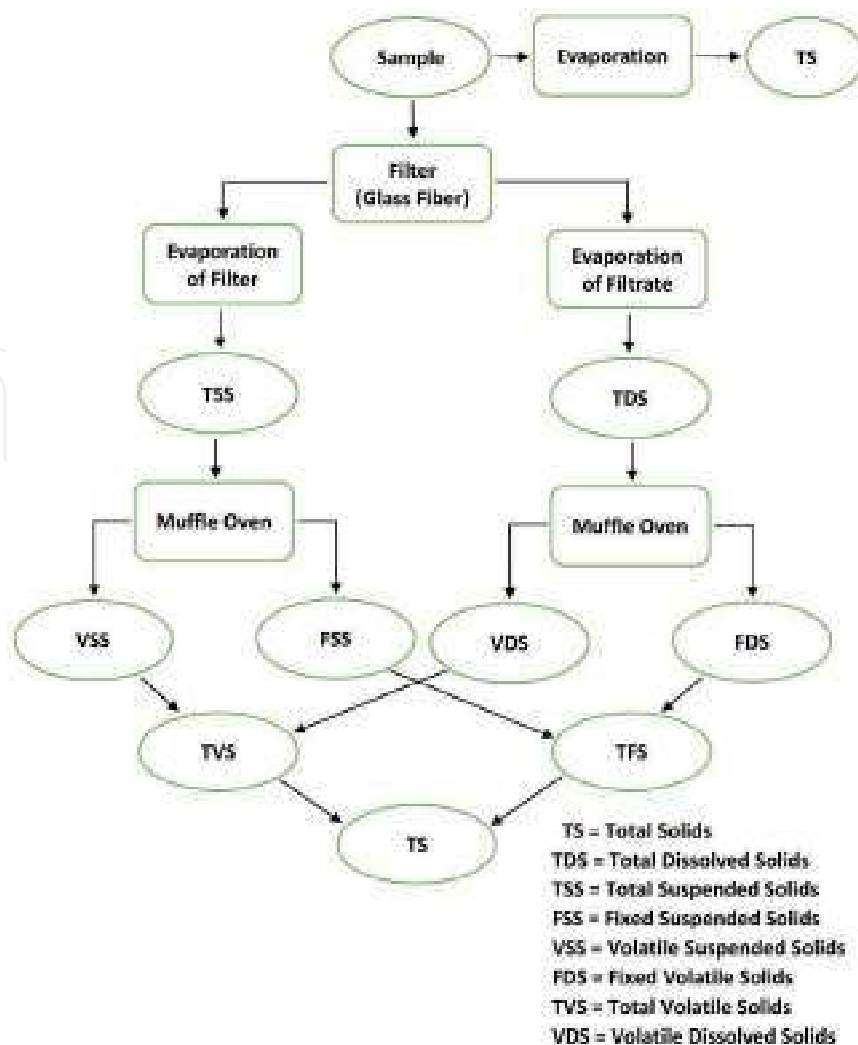 Sample
Evaporation
TS
Filter
(Glass Fiber)
Evaporation
of Filter
Evaporation
of Filtrate
TSS
TDS
Muffle Oven
Muffle Oven
VSS
FSS
VDS
FDS
TVS
TFS
TS
TS = Total Solids
TDS = Total Dissolved Solids
TSS = Total Suspended Solids
FSS = Fixed Suspended Solids
VSS = Volatile Suspended Solids
FDS = Fixed Volatile Solids
TVS = Total Volatile Solids
VDS = Volatile Dissolved Solids